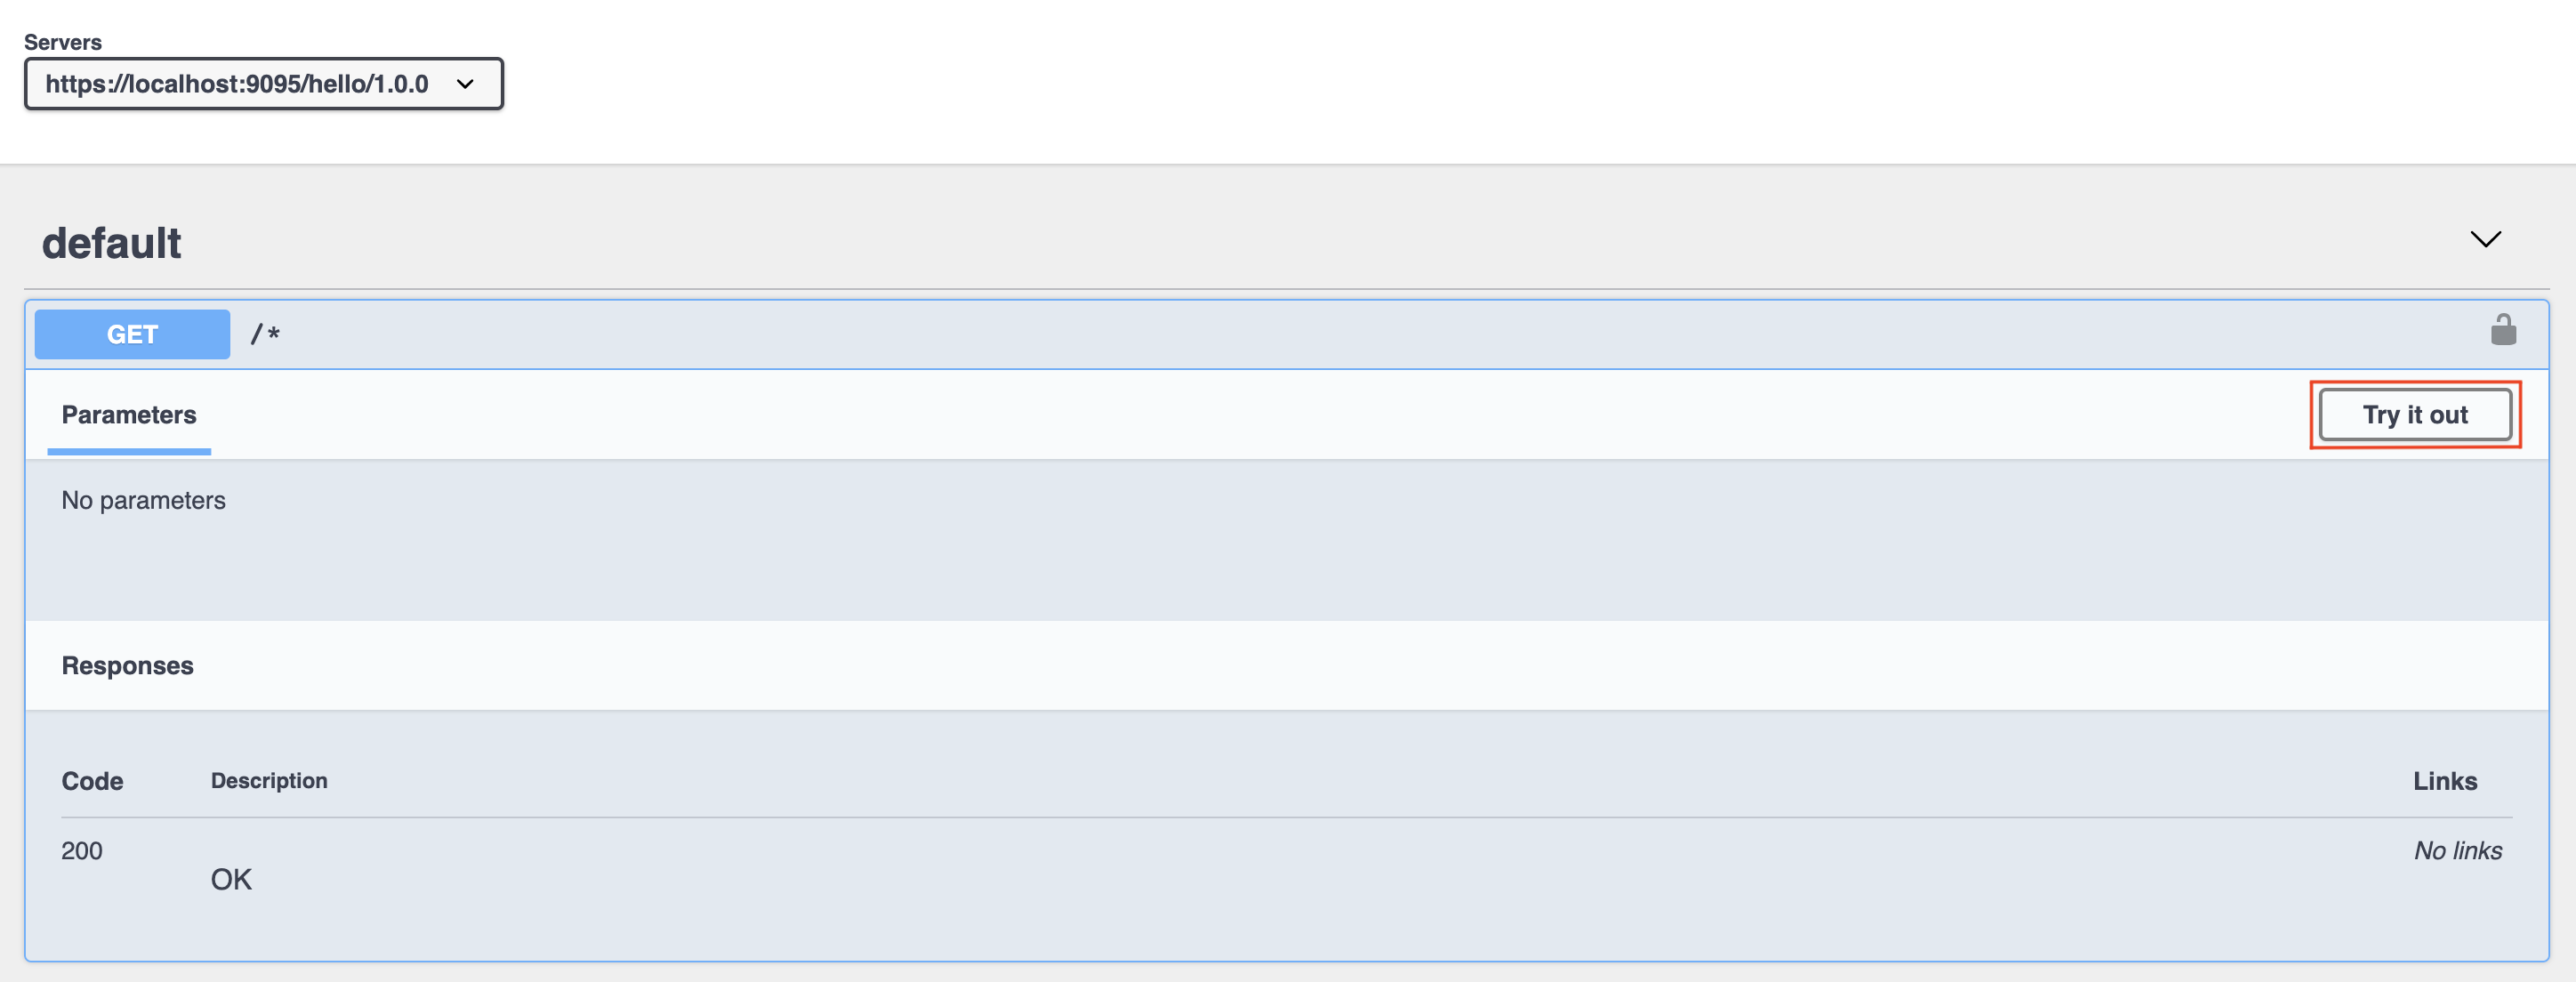 Servers
https://localhost:9095/hello/1.0.0
default
GET /*
Parameters
Try it out
No parameters
Responses
Code Description Links
200 No links
OK